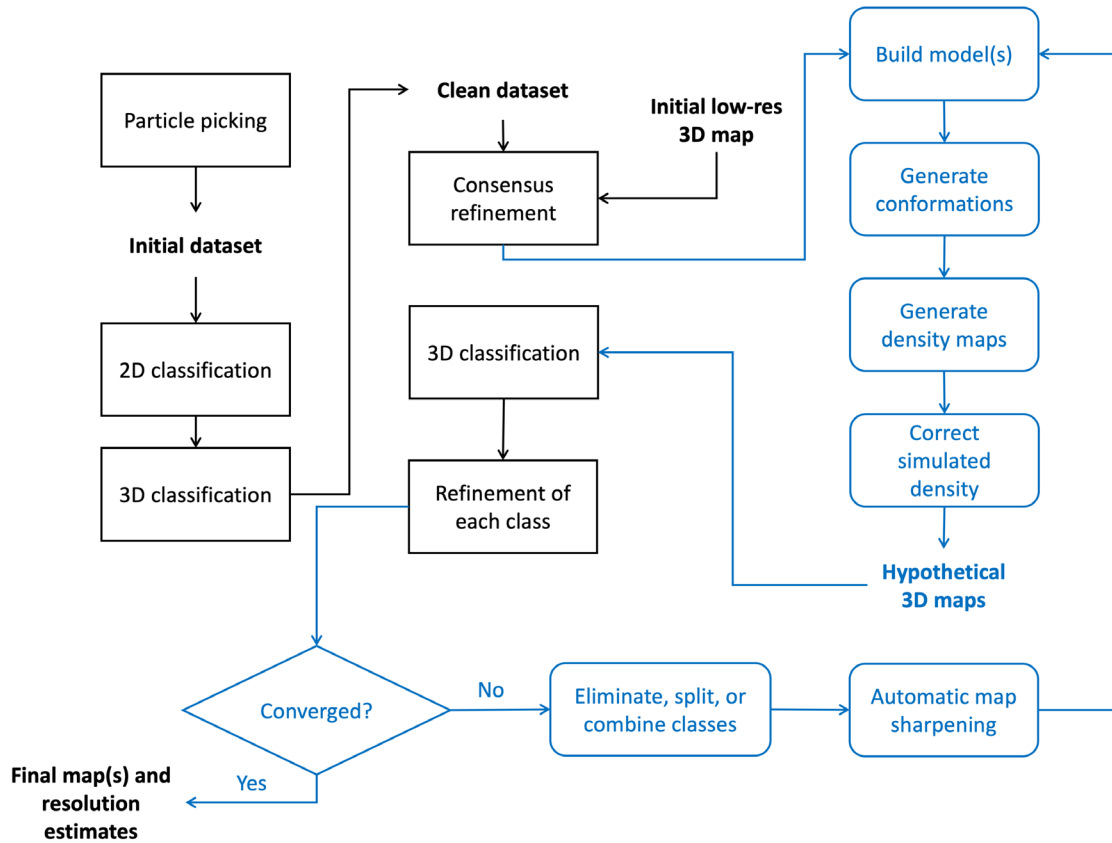 Particle picking
Initial dataset
2D classification
3D classification
Clean dataset
Initial low-res
3D map
Consensus
refinement
Build model(s)
Generate
conformations
Generate
density maps
Correct
simulated
density
Hypothetical
3D maps
3D classification
Refinement of
each class
Converged?
No
Eliminate, split, or
combine classes
Automatic map
sharpening
Yes
Final map(s) and
resolution
estimates